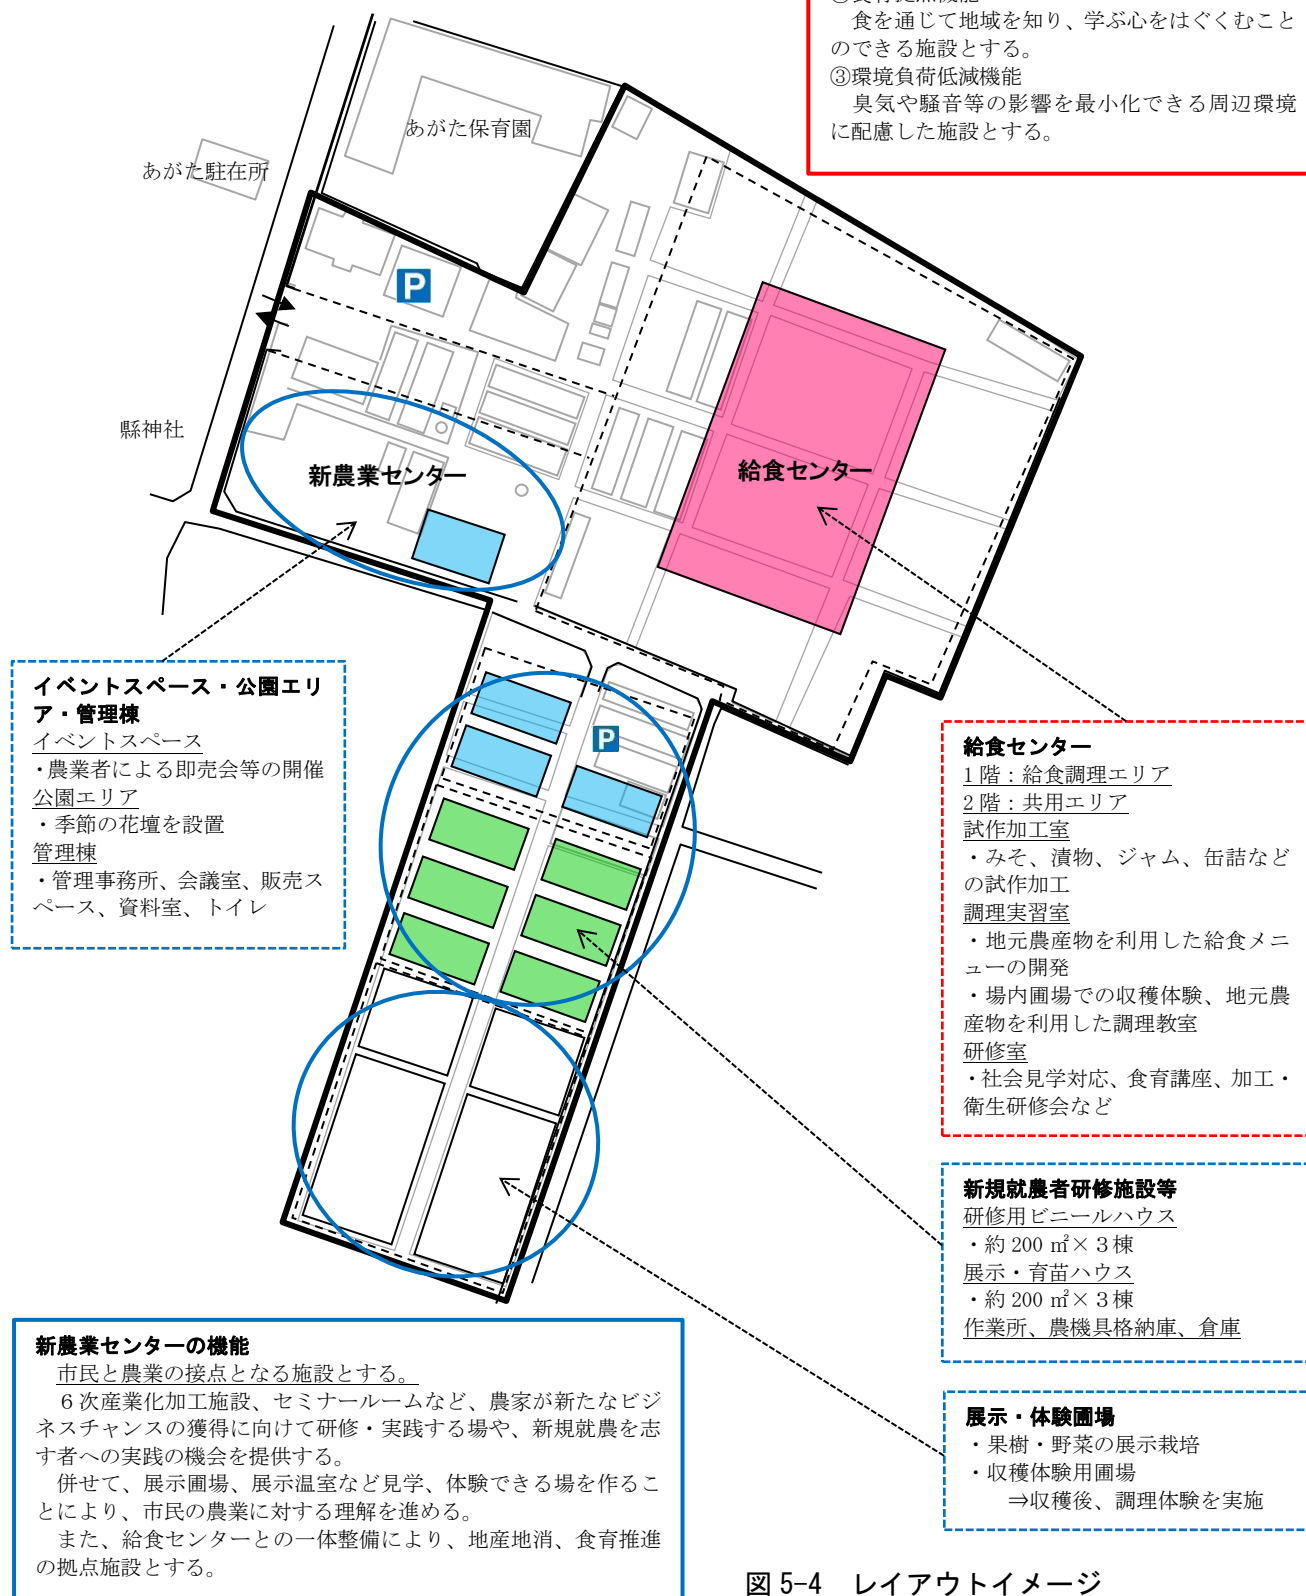 食を通じて地域を知り、学ぶ心をはぐくむこと
のできる施設とする。
③環境負荷低減機能
臭気や騒音等の影響を最小化できる周辺環境
に配慮した施設とする。
あがた保育園
あがた駐在所
P
縣神社
新農業センター
給食センター
P
イベントスペース・公園エリ
ア・管理棟
イベントスペース
・農業者による即売会等の開催
公園エリア
・季節の花壇を設置
管理棟
・管理事務所、会議室、販売ス
ペース、資料室、トイレ
給食センター
1階：給食調理エリア
2階：共用エリア
試作加工室
・みそ、漬物、ジャム、缶詰など
の試作加工
調理実習室
・地元農産物を利用した給食メニ
ューの開発
・場内圃場での収穫体験、地元農
産物を利用した調理教室
研修室
・社会見学対応、食育講座、加工・
衛生研修会など
新規就農者研修施設等
研修用ビニールハウス
・約200㎡×３棟
展示・育苗ハウス
・約200㎡×３棟
作業所、農機具格納庫、倉庫
展示・体験圃場
・果樹・野菜の展示栽培
・収穫体験用圃場
⇒収穫後、調理体験を実施
新農業センターの機能
市民と農業の接点となる施設とする。
６次産業化加工施設、セミナールームなど、農家が新たなビジ
ネスチャンスの獲得に向けて研修・実践する場や、新規就農を志
す者への実践の機会を提供する。
併せて、展示圃場、展示温室など見学、体験できる場を作るこ
とにより、市民の農業に対する理解を進める。
また、給食センターとの一体整備により、地産地消、食育推進
の拠点施設とする。
図5-4　レイアウトイメージ